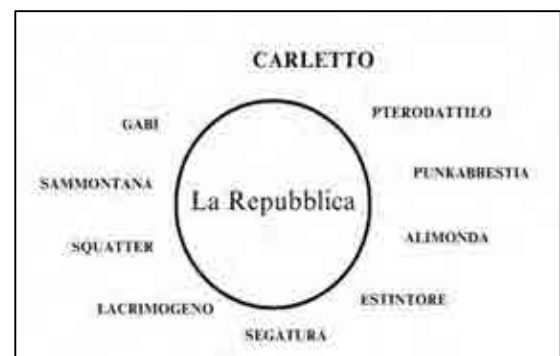 CARLETTO
GABI
PTERODATTILO
SAMMONTANA
PUNKABBESTIA
La Repubblica
SQUATTER
ALIMONDA
LACRIMOGENO
ESTINTORE
SEGATURA